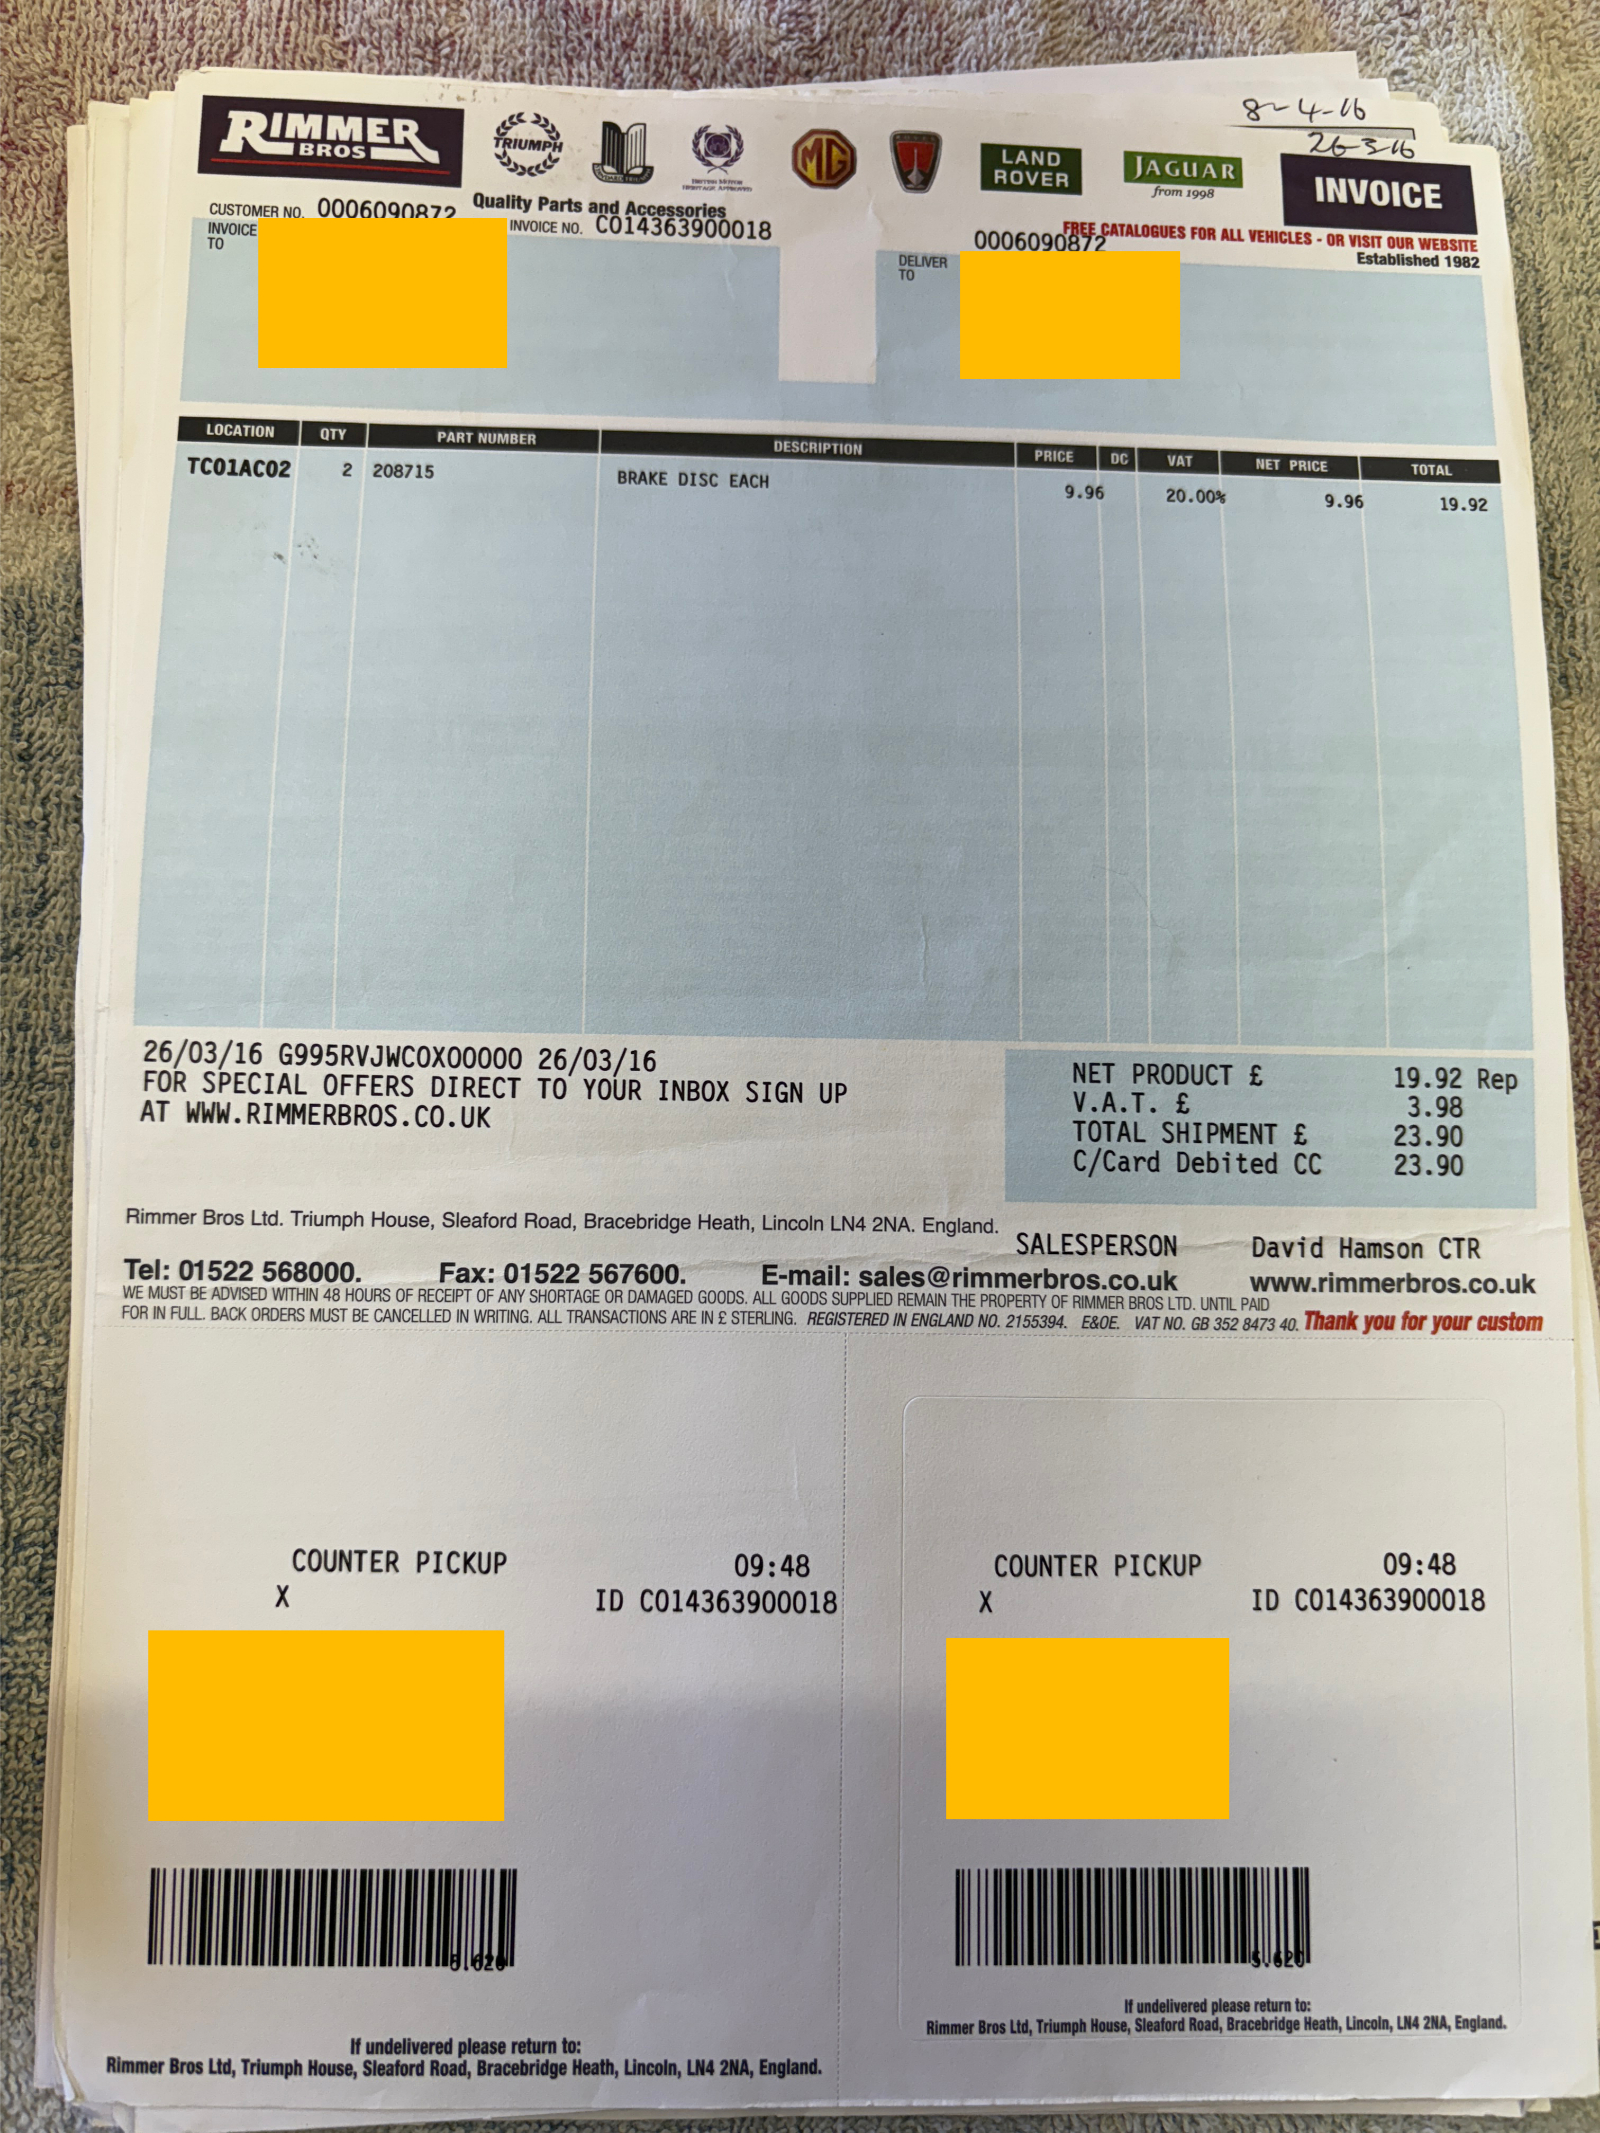 8-4-16
26-3-16
RIMMER
BROS
TRIUMPH
STANDARD TRIUMPH
BRITISH MOTOR
HERITAGE APPROVED
MG
ROVER
LAND
ROVER
JAGUAR
from 1998
INVOICE
Quality Parts and Accessories
CUSTOMER NO. 0006090872
INVOICE NO. C014363900018
0006090872
FREE CATALOGUES FOR ALL VEHICLES - OR VISIT OUR WEBSITE
Established 1982
INVOICE
TO
DELIVER
TO
LOCATION QTY PART NUMBER DESCRIPTION PRICE DC VAT NET PRICE TOTAL
TC01AC02 2 208715 BRAKE DISC EACH 9.96 20.00% 9.96 19.92
26/03/16 G995RVJWCOX00000 26/03/16
FOR SPECIAL OFFERS DIRECT TO YOUR INBOX SIGN UP
AT WWW.RIMMERBROS.CO.UK
NET PRODUCT £ 19.92 Rep
V.A.T. £ 3.98
TOTAL SHIPMENT £ 23.90
C/Card Debited CC 23.90
Rimmer Bros Ltd. Triumph House, Sleaford Road, Bracebridge Heath, Lincoln LN4 2NA. England.
SALESPERSON David Hamson CTR
Tel: 01522 568000. Fax: 01522 567600. E-mail: sales@rimmerbros.co.uk www.rimmerbros.co.uk
WE MUST BE ADVISED WITHIN 48 HOURS OF RECEIPT OF ANY SHORTAGE OR DAMAGED GOODS. ALL GOODS SUPPLIED REMAIN THE PROPERTY OF RIMMER BROS LTD. UNTIL PAID
FOR IN FULL. BACK ORDERS MUST BE CANCELLED IN WRITING. ALL TRANSACTIONS ARE IN £ STERLING. REGISTERED IN ENGLAND NO. 2155394. E&OE. VAT NO. GB 352 8473 40. Thank you for your custom
COUNTER PICKUP 09:48
X ID C014363900018
5.620
If undelivered please return to:
Rimmer Bros Ltd, Triumph House, Sleaford Road, Bracebridge Heath, Lincoln, LN4 2NA, England.
COUNTER PICKUP 09:48
X ID C014363900018
5.620
If undelivered please return to:
Rimmer Bros Ltd, Triumph House, Sleaford Road, Bracebridge Heath, Lincoln, LN4 2NA, England.